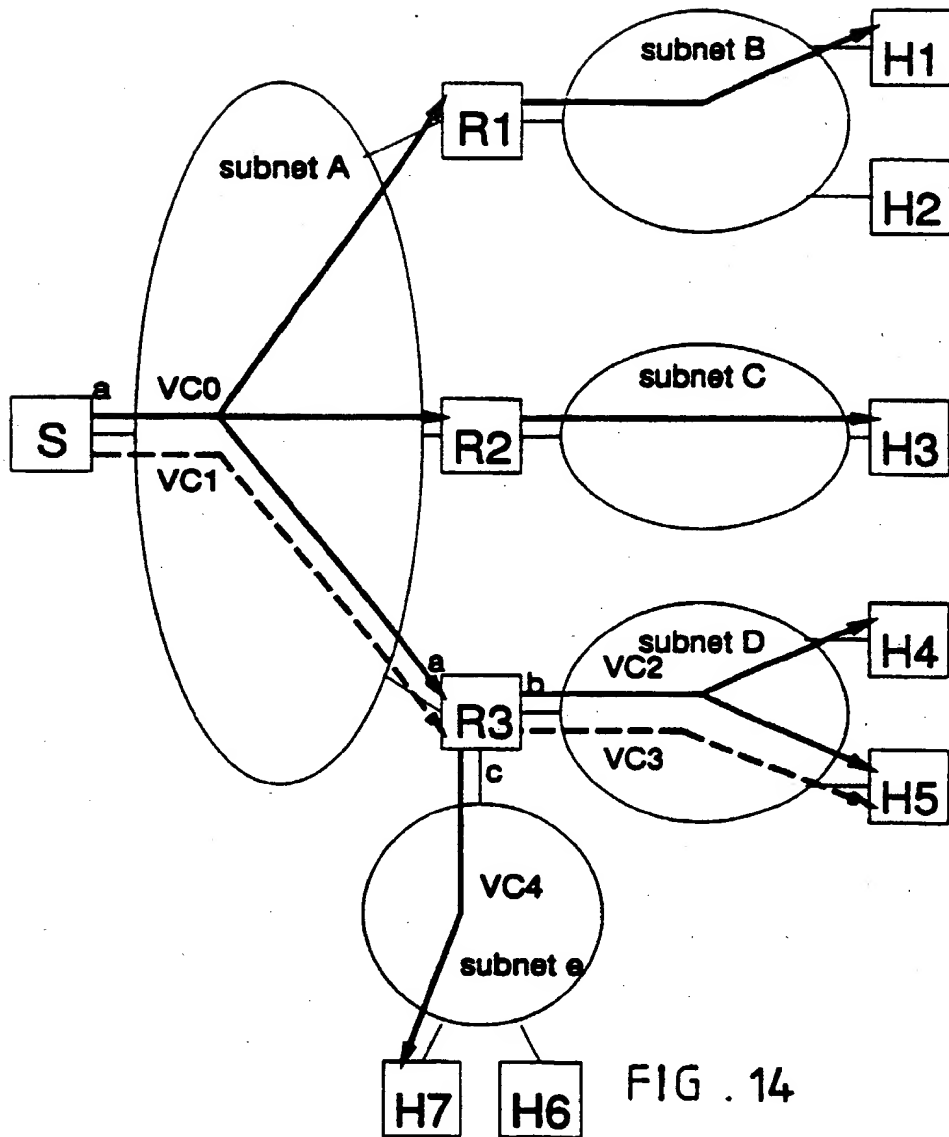 subnet B
H1
R1
subnet A
H2
subnet C
a
VC0
S
R2
H3
VC1
subnet D
H4
a
b
VC2
R3
VC3
c
H5
VC4
subnet e
H7
H6
FIG . 14